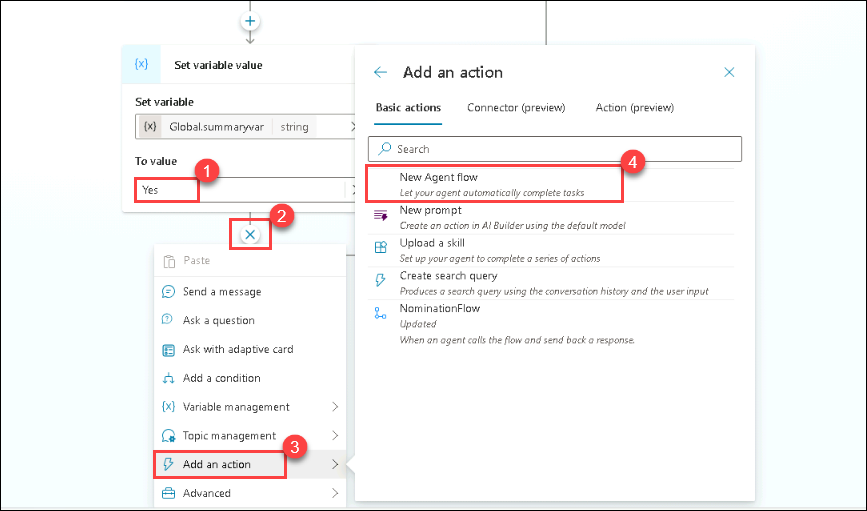 {x} Set variable value
Set variable
{x} Global.summaryvar string
To value
Yes
1
2
Paste
Send a message
Ask a question
Ask with adaptive card
Add a condition
{x} Variable management
Topic management
3
Add an action
Advanced
Add an action
Basic actions Connector (preview) Action (preview)
Search
4
New Agent flow
Let your agent automatically complete tasks
New prompt
Create an action in AI Builder using the default model
Upload a skill
Set up your agent to complete a series of actions
Create search query
Produces a search query using the conversation history and the user input
NominationFlow
Updated
When an agent calls the flow and send back a response.